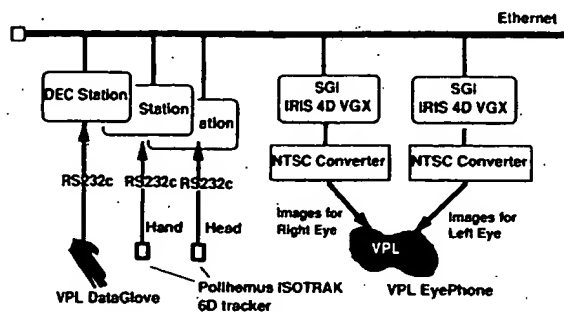 Ethernet
DEC Station
Station
ation
SGI
IRIS 4D VGX
SGI
IRIS 4D VGX
NTSC Converter
NTSC Converter
RS232c
RS232c
RS232c
Hand
Head
Images for
Right Eye
Images for
Left Eye
VPL
VPL DataGlove
Polhemus ISOTRAK
6D tracker
VPL EyePhone